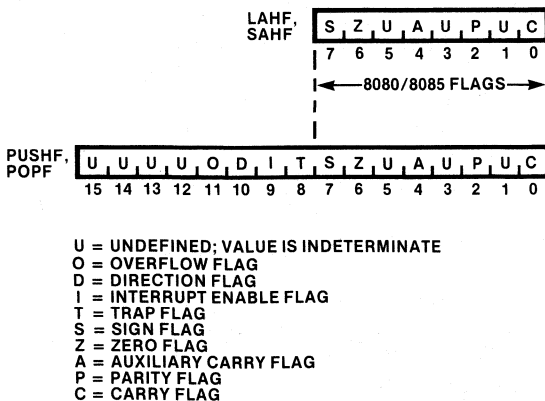 LAHF,
SAHF
S Z U A U P U C
7 6 5 4 3 2 1 0
8080/8085 FLAGS
PUSHF,
POPF
U U U U O D I T S Z U A U P U C
15 14 13 12 11 10 9 8 7 6 5 4 3 2 1 0
U = UNDEFINED; VALUE IS INDETERMINATE
O = OVERFLOW FLAG
D = DIRECTION FLAG
I = INTERRUPT ENABLE FLAG
T = TRAP FLAG
S = SIGN FLAG
Z = ZERO FLAG
A = AUXILIARY CARRY FLAG
P = PARITY FLAG
C = CARRY FLAG